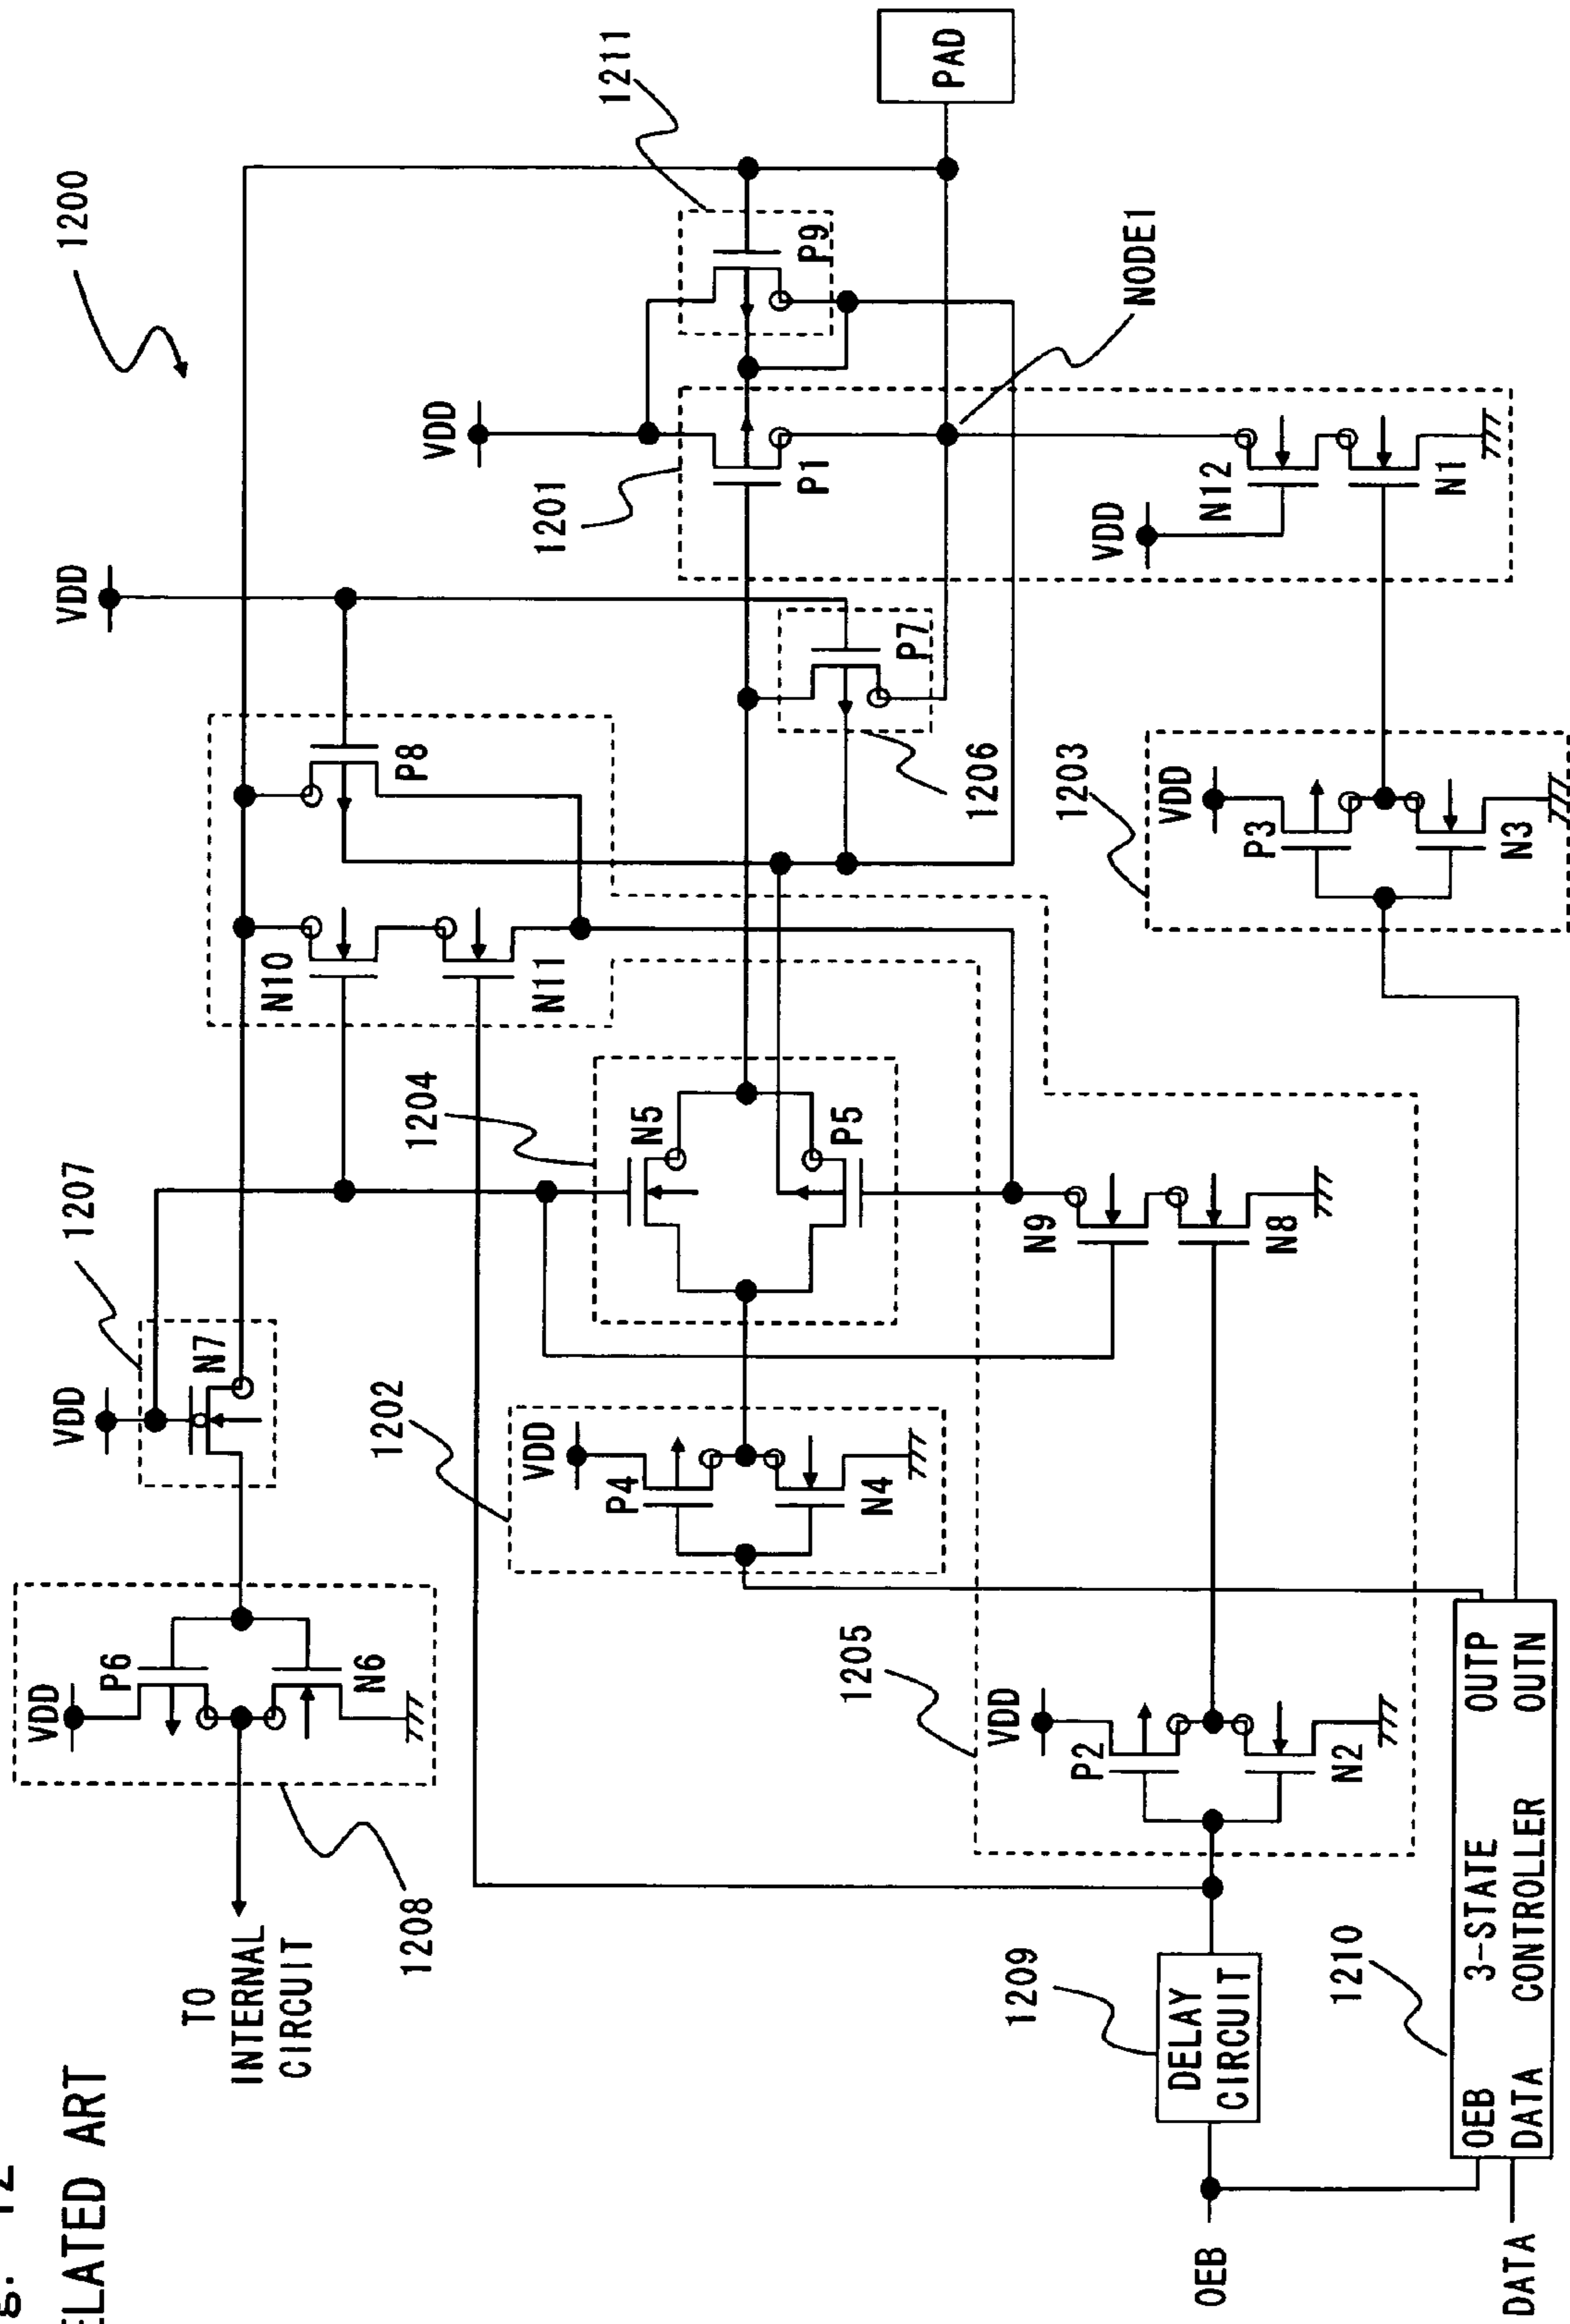 g. 12
ELATED ART
1200
1207
VDD
N7
VDD
1208
VDD
P6
N6
TO
INTERNAL
CIRCUIT
N10
N11
P8
1211
P9
VDD
1201
P1
PAD
NODE1
1204
N5
P5
1206
P7
1202
VDD
P4
N4
VDD
N12
N1
1203
VDD
P3
N3
N9
N8
1205
VDD
P2
N2
1209
DELAY
CIRCUIT
1210
OEB
OEB 3-STATE OUTP
DATA CONTROLLER OUTN
DATA